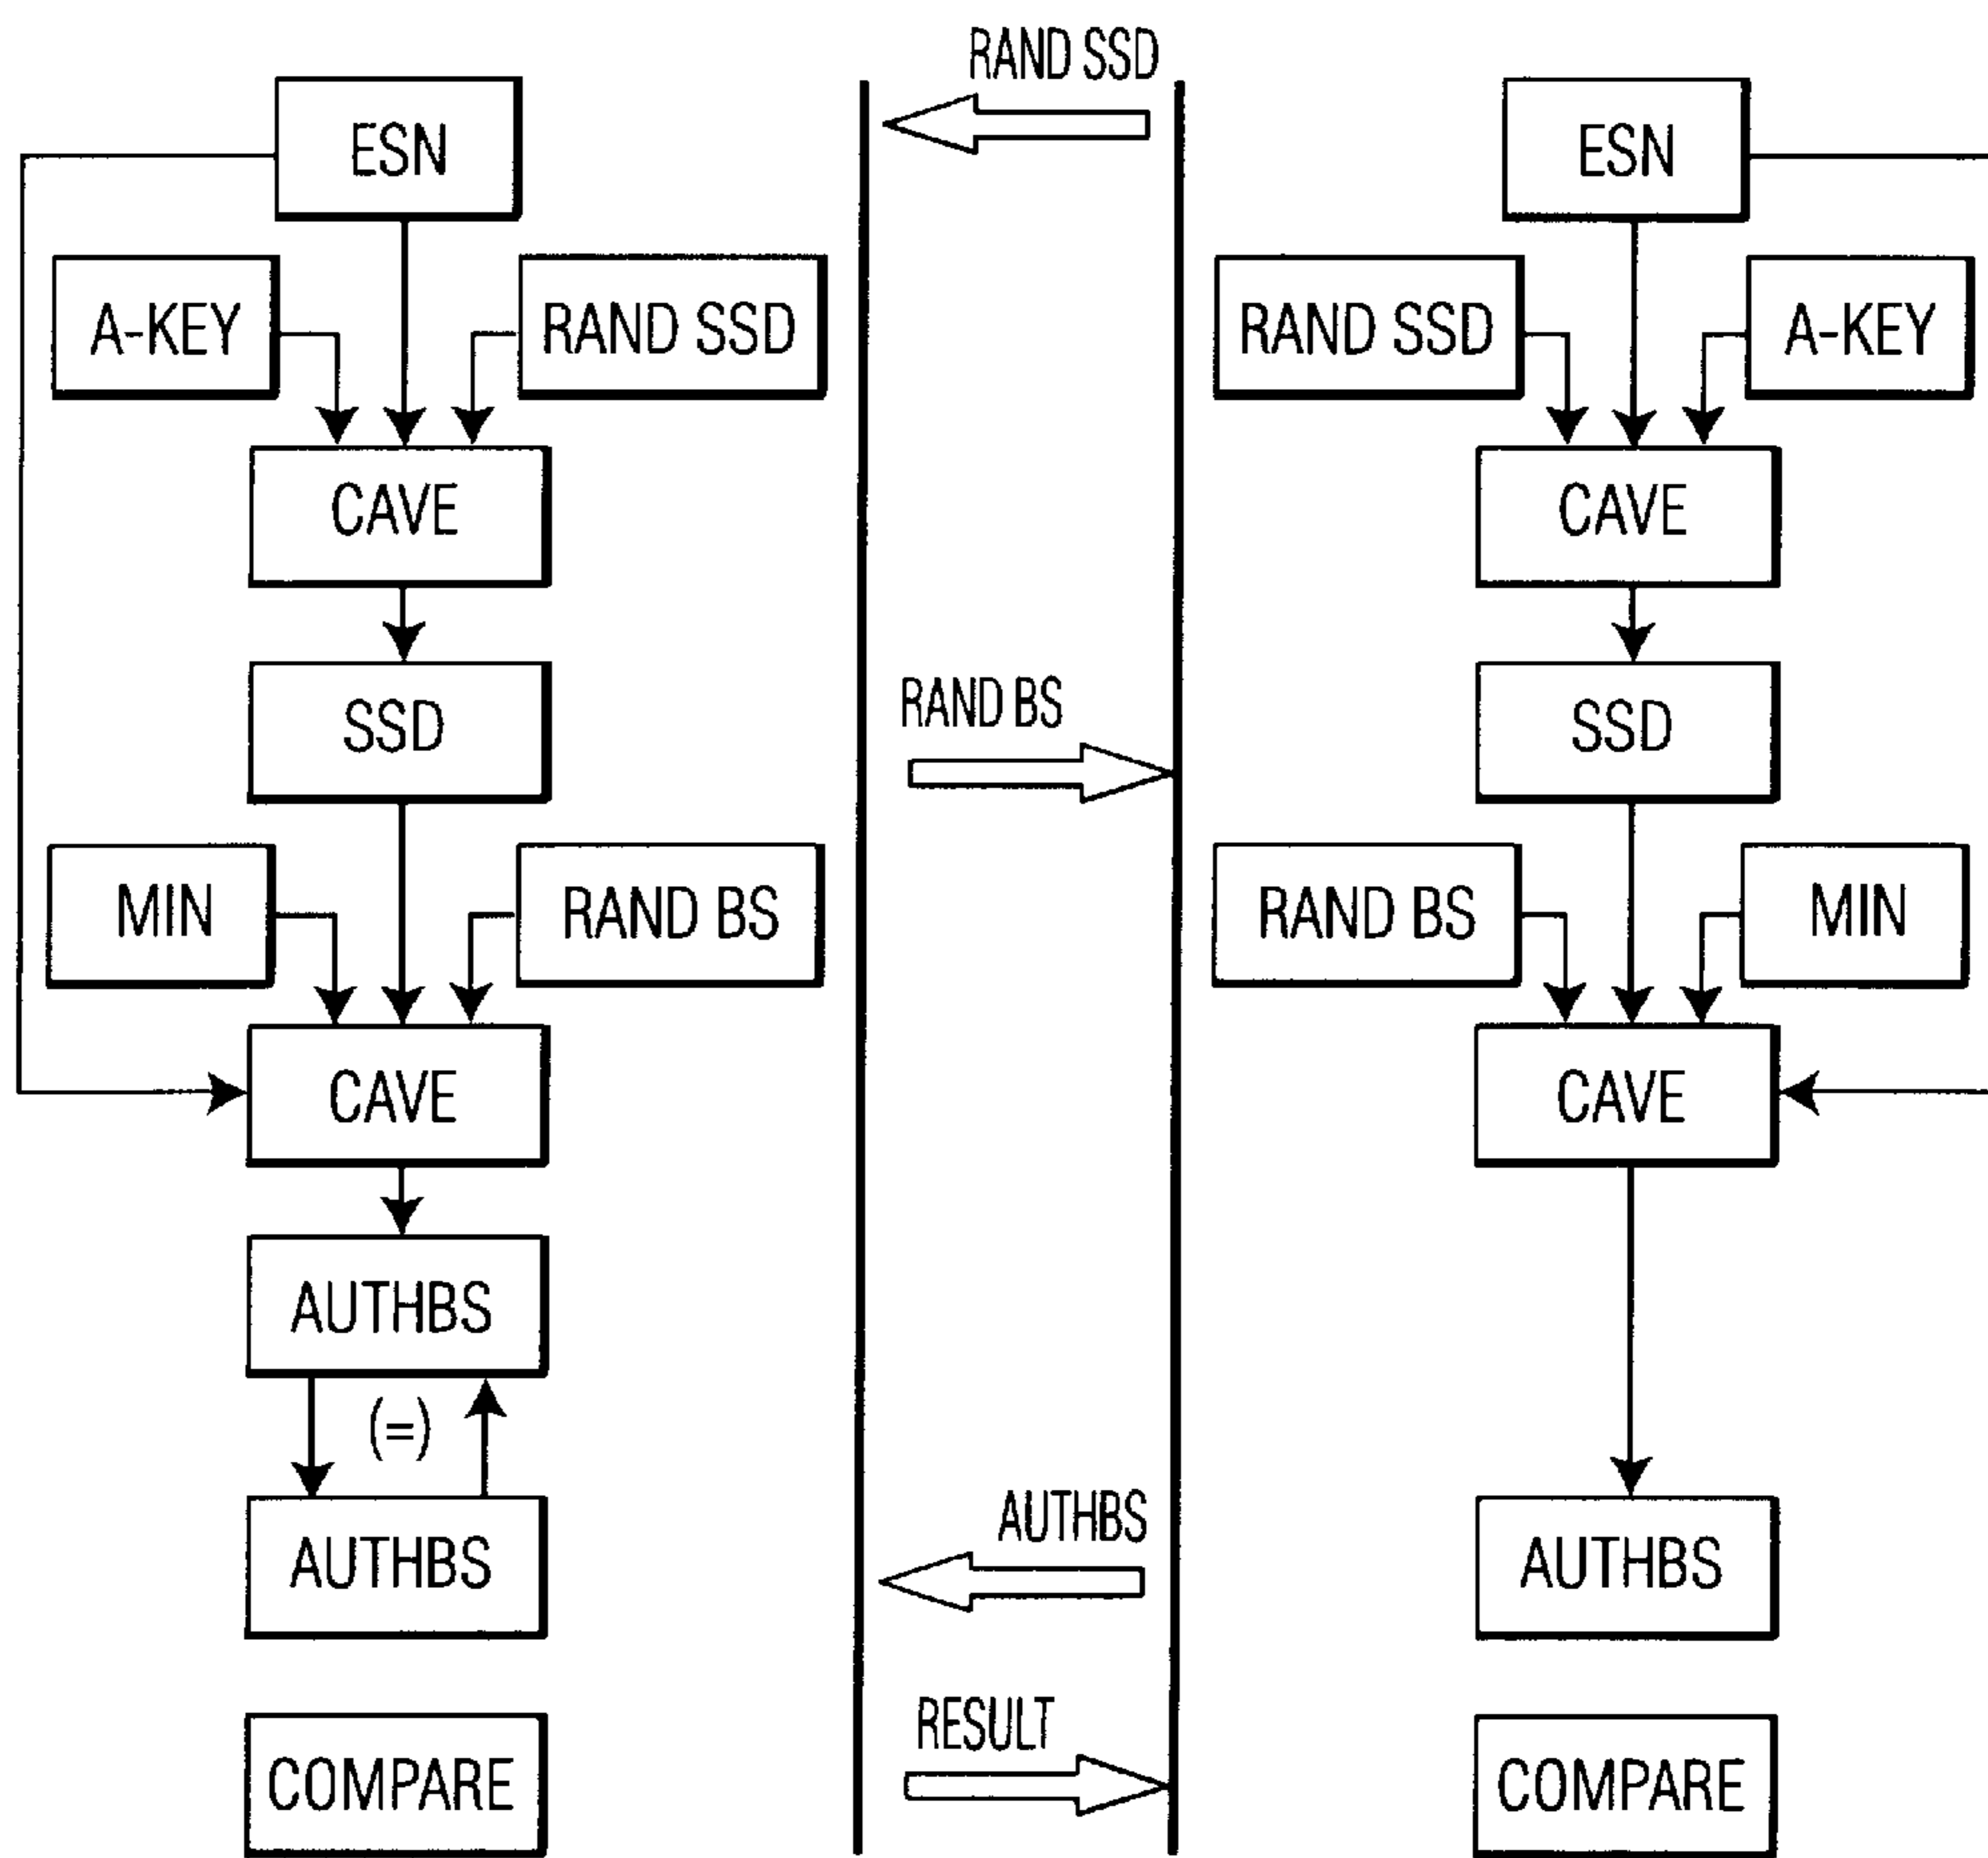 RAND SSD
ESN
ESN
A-KEY
RAND SSD
RAND SSD
A-KEY
CAVE
CAVE
SSD
RAND BS
SSD
MIN
RAND BS
RAND BS
MIN
CAVE
CAVE
AUTHBS
(=)
AUTHBS
AUTHBS
AUTHBS
COMPARE
RESULT
COMPARE